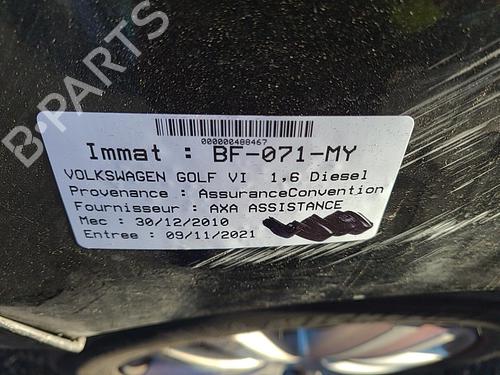 B-PARTS
000000488467
Immat : BF-071-MY
VOLKSWAGEN GOLF VI 1,6 Diesel
Provenance : AssuranceConvention
Fournisseur : AXA ASSISTANCE
Mec : 30/12/2010
Entree : 09/11/2021